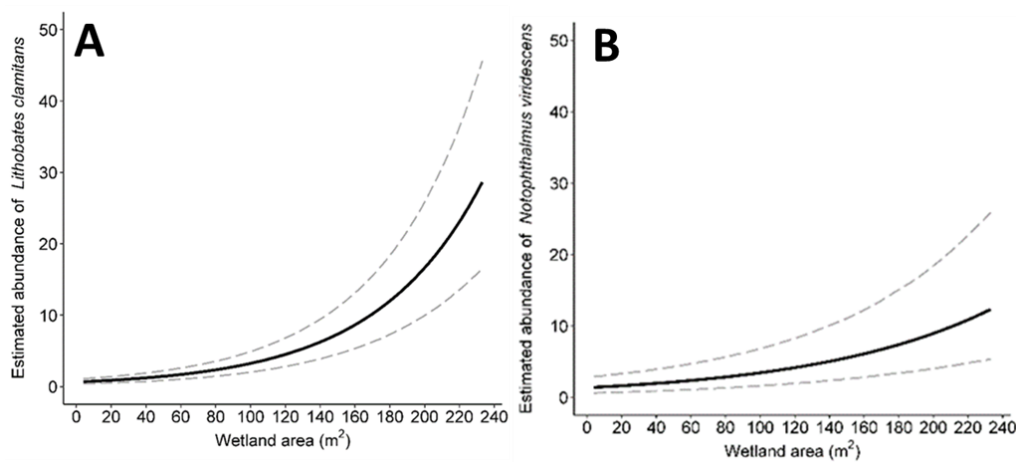 A
Estimated abundance of Lithobates clamitans
50
40
30
20
10
0
0 20 40 60 80 100 120 140 160 180 200 220 240
Wetland area (m²)
B
Estimated abundance of Notophthalmus viridescens
50
40
30
20
10
0
0 20 40 60 80 100 120 140 160 180 200 220 240
Wetland area (m²)